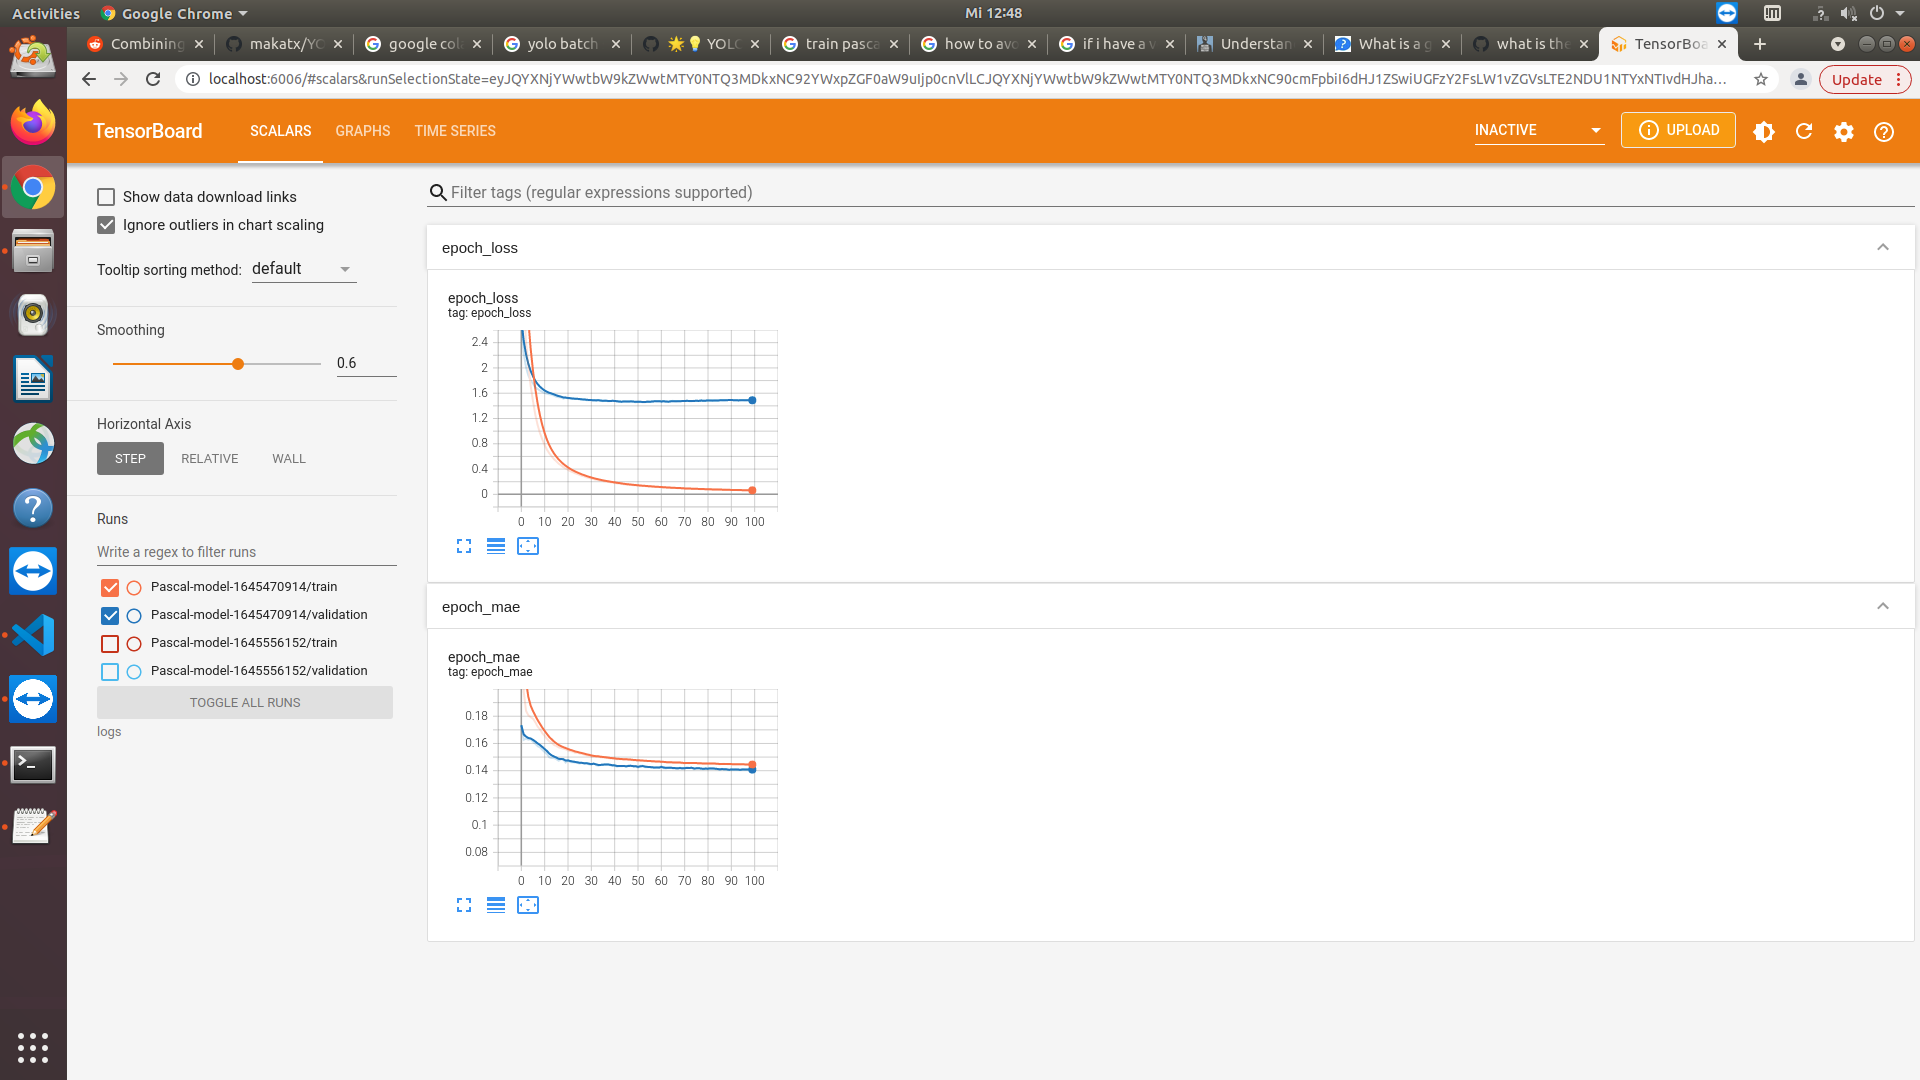 Activities
Google Chrome
Mi 12:48
Combining
makatx/YO
google col
yolo batch
YOLO
train pasca
how to avo
if i have a v
Understan
What is a g
what is the
TensorBoa
localhost:6006/#scalars&runSelectionState=eyJQYXNjYWwtbW9kZWwtMTY0NTQ3MDkxNC92YWxpZGF0aW9uIjp0cnVlLCJQYXNjYWwtbW9kZWwtMTY0NTQ3MDkxNC90cmFpbiI6dHJ1ZSwiUGFzY2FsLW1vZGVsLTE2NDU1NTYxNTIvdHJha...
Update
TensorBoard
SCALARS
GRAPHS
TIME SERIES
INACTIVE
UPLOAD
Show data download links
Ignore outliers in chart scaling
Tooltip sorting method:
default
Smoothing
0.6
Horizontal Axis
STEP
RELATIVE
WALL
Runs
Write a regex to filter runs
Pascal-model-1645470914/train
Pascal-model-1645470914/validation
Pascal-model-1645556152/train
Pascal-model-1645556152/validation
TOGGLE ALL RUNS
logs
Filter tags (regular expressions supported)
epoch_loss
epoch_loss
tag: epoch_loss
2.4
2
1.6
1.2
0.8
0.4
0
0 10 20 30 40 50 60 70 80 90 100
epoch_mae
epoch_mae
tag: epoch_mae
0.18
0.16
0.14
0.12
0.1
0.08
0 10 20 30 40 50 60 70 80 90 100